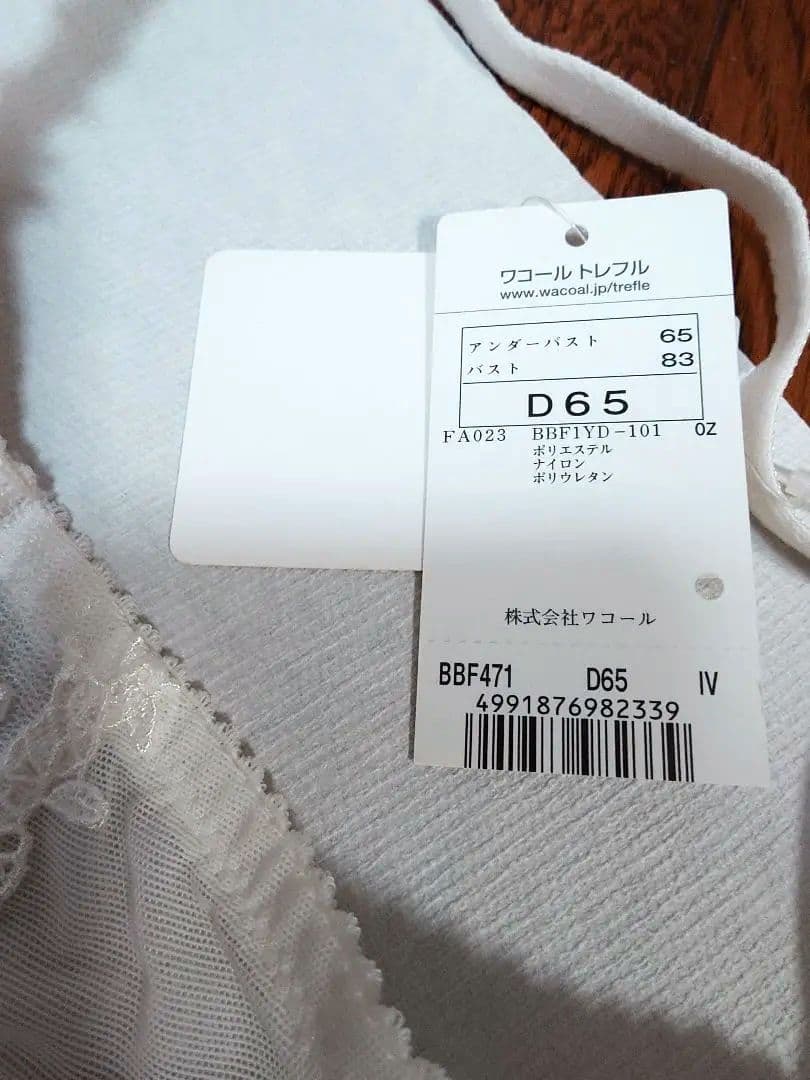 ワコール トレフル
www.wacoal.jp/trefle
アンダーバスト 65
バスト 83
D65
FA023 BBF1YD-101 OZ
ポリエステル
ナイロン
ポリウレタン
株式会社ワコール
BBF471 D65 IV
4991876982339